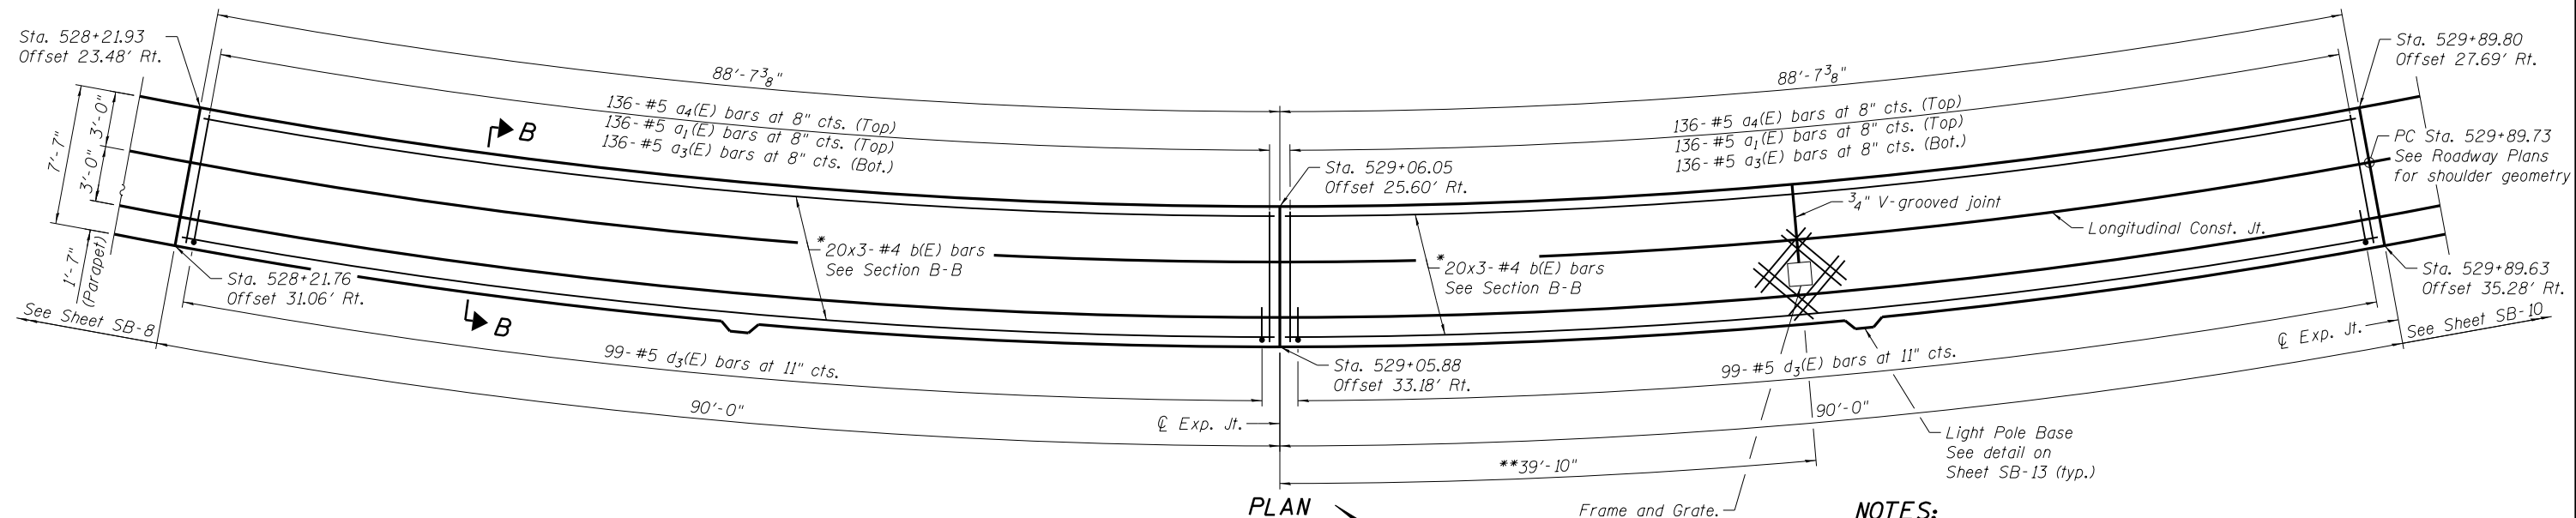 Sta. 528+21.93
Offset 23.48' Rt.
88'-7 3/8"
88'-7 3/8"
Sta. 529+89.80
Offset 27.69' Rt.
136-#5 a4(E) bars at 8" cts. (Top)
136-#5 a1(E) bars at 8" cts. (Top)
136-#5 a3(E) bars at 8" cts. (Bot.)
136-#5 a4(E) bars at 8" cts. (Top)
136-#5 a1(E) bars at 8" cts. (Top)
136-#5 a3(E) bars at 8" cts. (Bot.)
B
7'-7"
3'-0"
3'-0"
1'-7"
(Parapet)
PC Sta. 529+89.73
See Roadway Plans
for shoulder geometry
Sta. 529+06.05
Offset 25.60' Rt.
3/4" V-grooved joint
Longitudinal Const. Jt.
*20x3-#4 b(E) bars
See Section B-B
*20x3-#4 b(E) bars
See Section B-B
Sta. 528+21.76
Offset 31.06' Rt.
Sta. 529+89.63
Offset 35.28' Rt.
See Sheet SB-8
B
See Sheet SB-10
℄ Exp. Jt.
99-#5 d3(E) bars at 11" cts.
Sta. 529+05.88
Offset 33.18' Rt.
99-#5 d3(E) bars at 11" cts.
90'-0"
90'-0"
℄ Exp. Jt.
Light Pole Base
See detail on
Sheet SB-13 (typ.)
**39'-10"
PLAN
Frame and Grate.
NOTES: